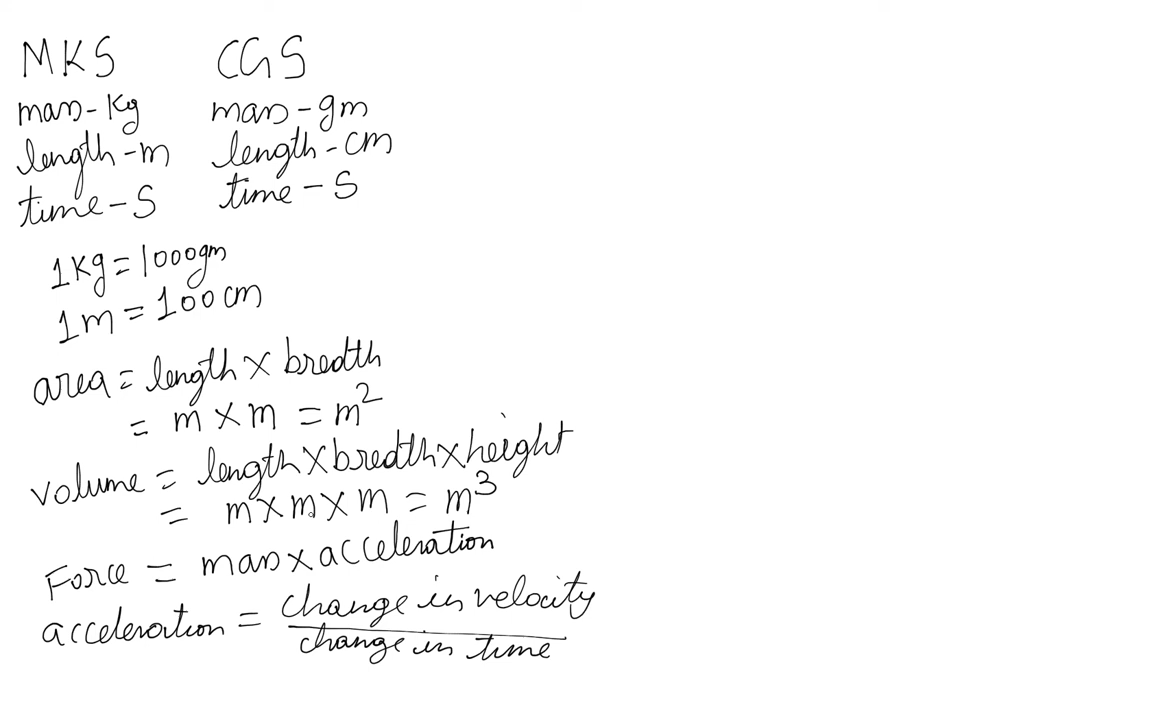 MKS CGS
mass-Kg mass-gm
length-m length-cm
time-S time-S
1Kg=1000gm
1m=100cm
area=length×bredth
=m×m=m²
volume=length×bredth×height
=m×m×m=m³
Force=mass×acceleration
acceleration=change in velocity
change in time